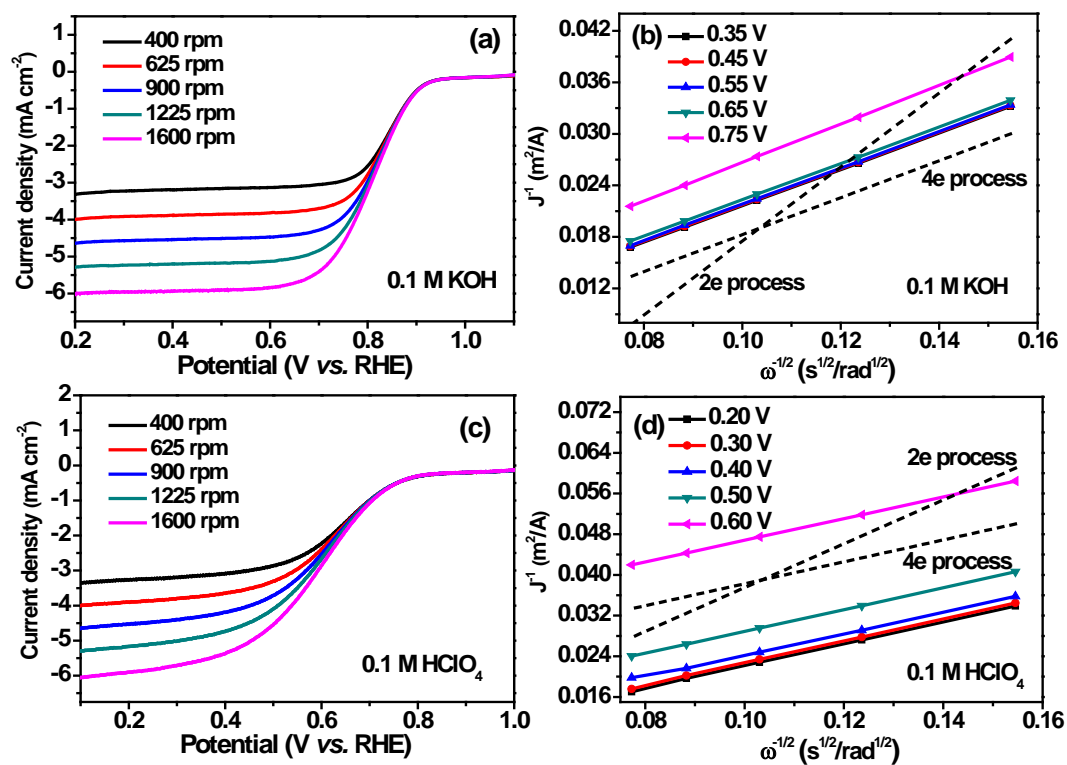 (a)
400 rpm
625 rpm
900 rpm
1225 rpm
1600 rpm
0.1 M KOH
1
0
-1
-2
-3
-4
-5
-6
Current density (mA cm⁻²)
0.2 0.4 0.6 0.8 1.0
Potential (V vs. RHE)
(b)
0.35 V
0.45 V
0.55 V
0.65 V
0.75 V
4e process
2e process
0.1 M KOH
0.036
0.030
0.024
0.018
0.012
J⁻¹ (m²/A)
0.08 0.10 0.12 0.14 0.16
ω⁻¹/² (s¹/²/rad¹/²)
(c)
400 rpm
625 rpm
900 rpm
1225 rpm
1600 rpm
0.1 M HClO₄
2
1
0
-1
-2
-3
-4
-5
-6
Current density (mA cm⁻²)
0.2 0.4 0.6 0.8 1.0
Potential (V vs. RHE)
(d)
0.20 V
0.30 V
0.40 V
0.50 V
0.60 V
2e process
4e process
0.1 M HClO₄
0.072
0.064
0.056
0.048
0.040
0.032
0.024
0.016
J⁻¹ (m²/A)
0.08 0.10 0.12 0.14 0.16
ω⁻¹/² (s¹/²/rad¹/²)